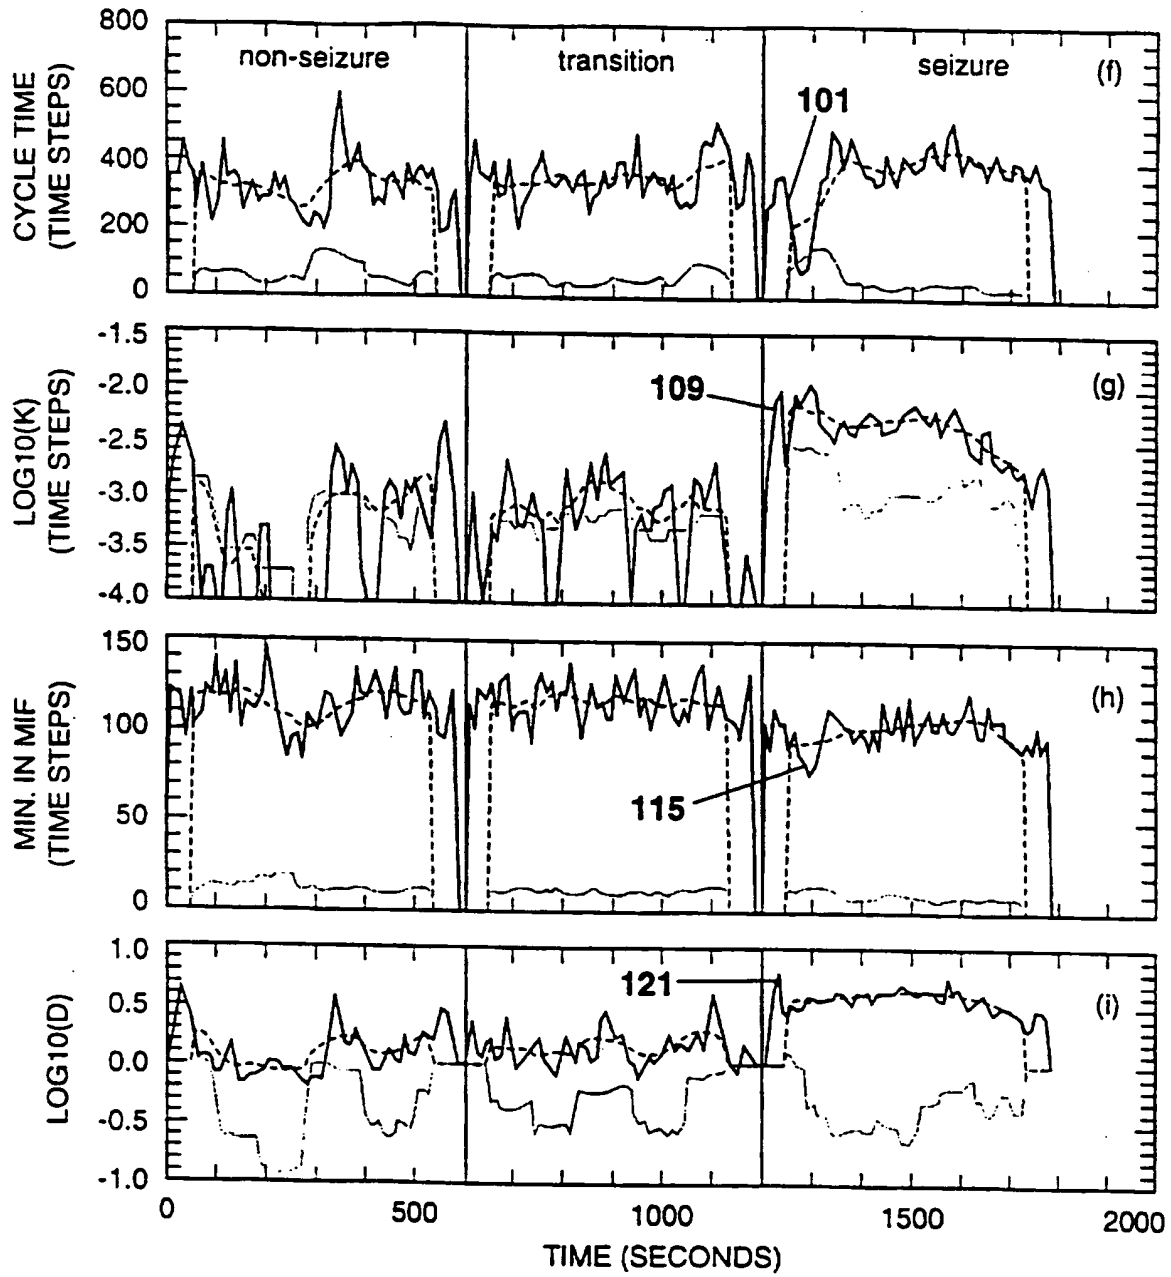 800
600
400
200
0
CYCLE TIME
(TIME STEPS)
non-seizure
transition
seizure
(f)
101
-1.5
-2.0
-2.5
-3.0
-3.5
-4.0
LOG10(K)
(TIME STEPS)
109
(g)
150
100
50
0
MIN. IN MIF
(TIME STEPS)
115
(h)
1.0
0.5
0.0
-0.5
-1.0
LOG10(D)
121
(i)
0
500
1000
1500
2000
TIME (SECONDS)